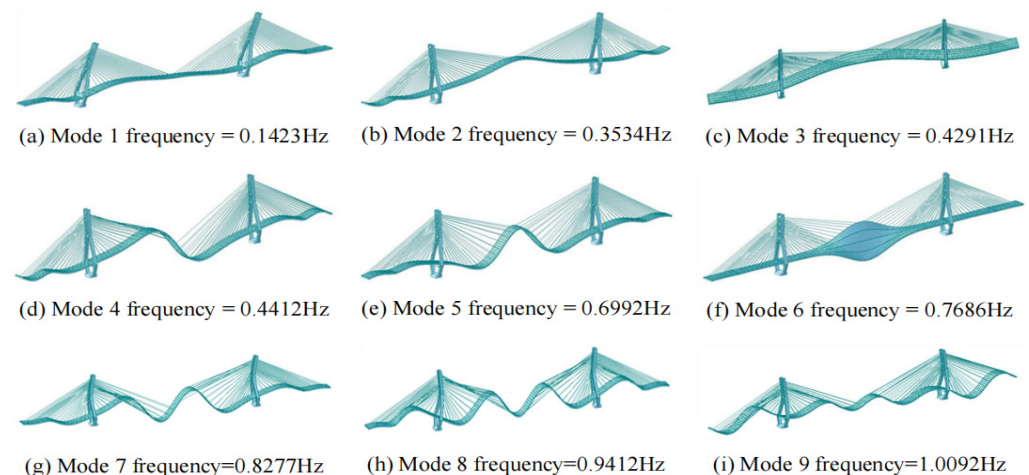 (a) Mode 1 frequency = 0.1423Hz
(b) Mode 2 frequency = 0.3534Hz
(c) Mode 3 frequency = 0.4291Hz
(d) Mode 4 frequency = 0.4412Hz
(e) Mode 5 frequency = 0.6992Hz
(f) Mode 6 frequency = 0.7686Hz
(g) Mode 7 frequency=0.8277Hz
(h) Mode 8 frequency=0.9412Hz
(i) Mode 9 frequency=1.0092Hz